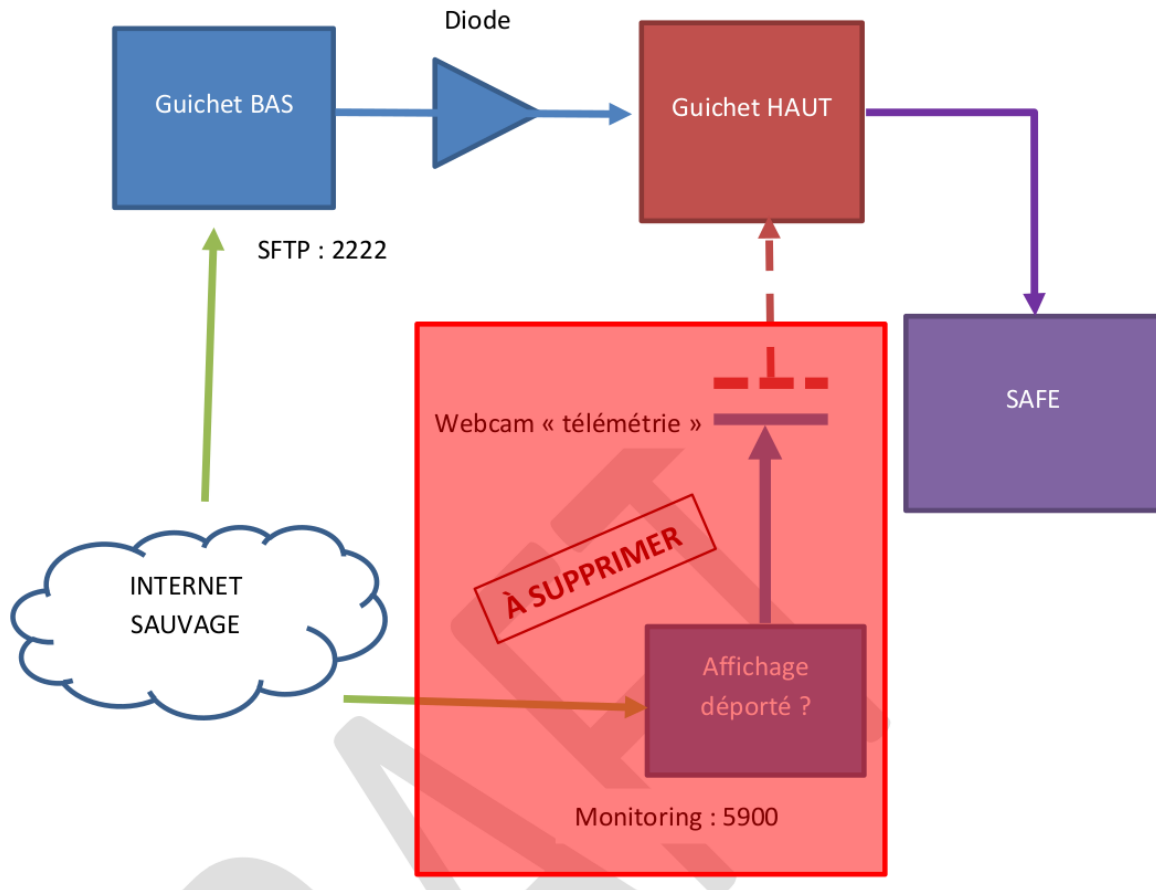 Diode
Guichet BAS
Guichet HAUT
SFTP : 2222
Webcam « télémétrie »
SAFE
À SUPPRIMER
INTERNET
SAUVAGE
Affichage
déporté ?
Monitoring : 5900